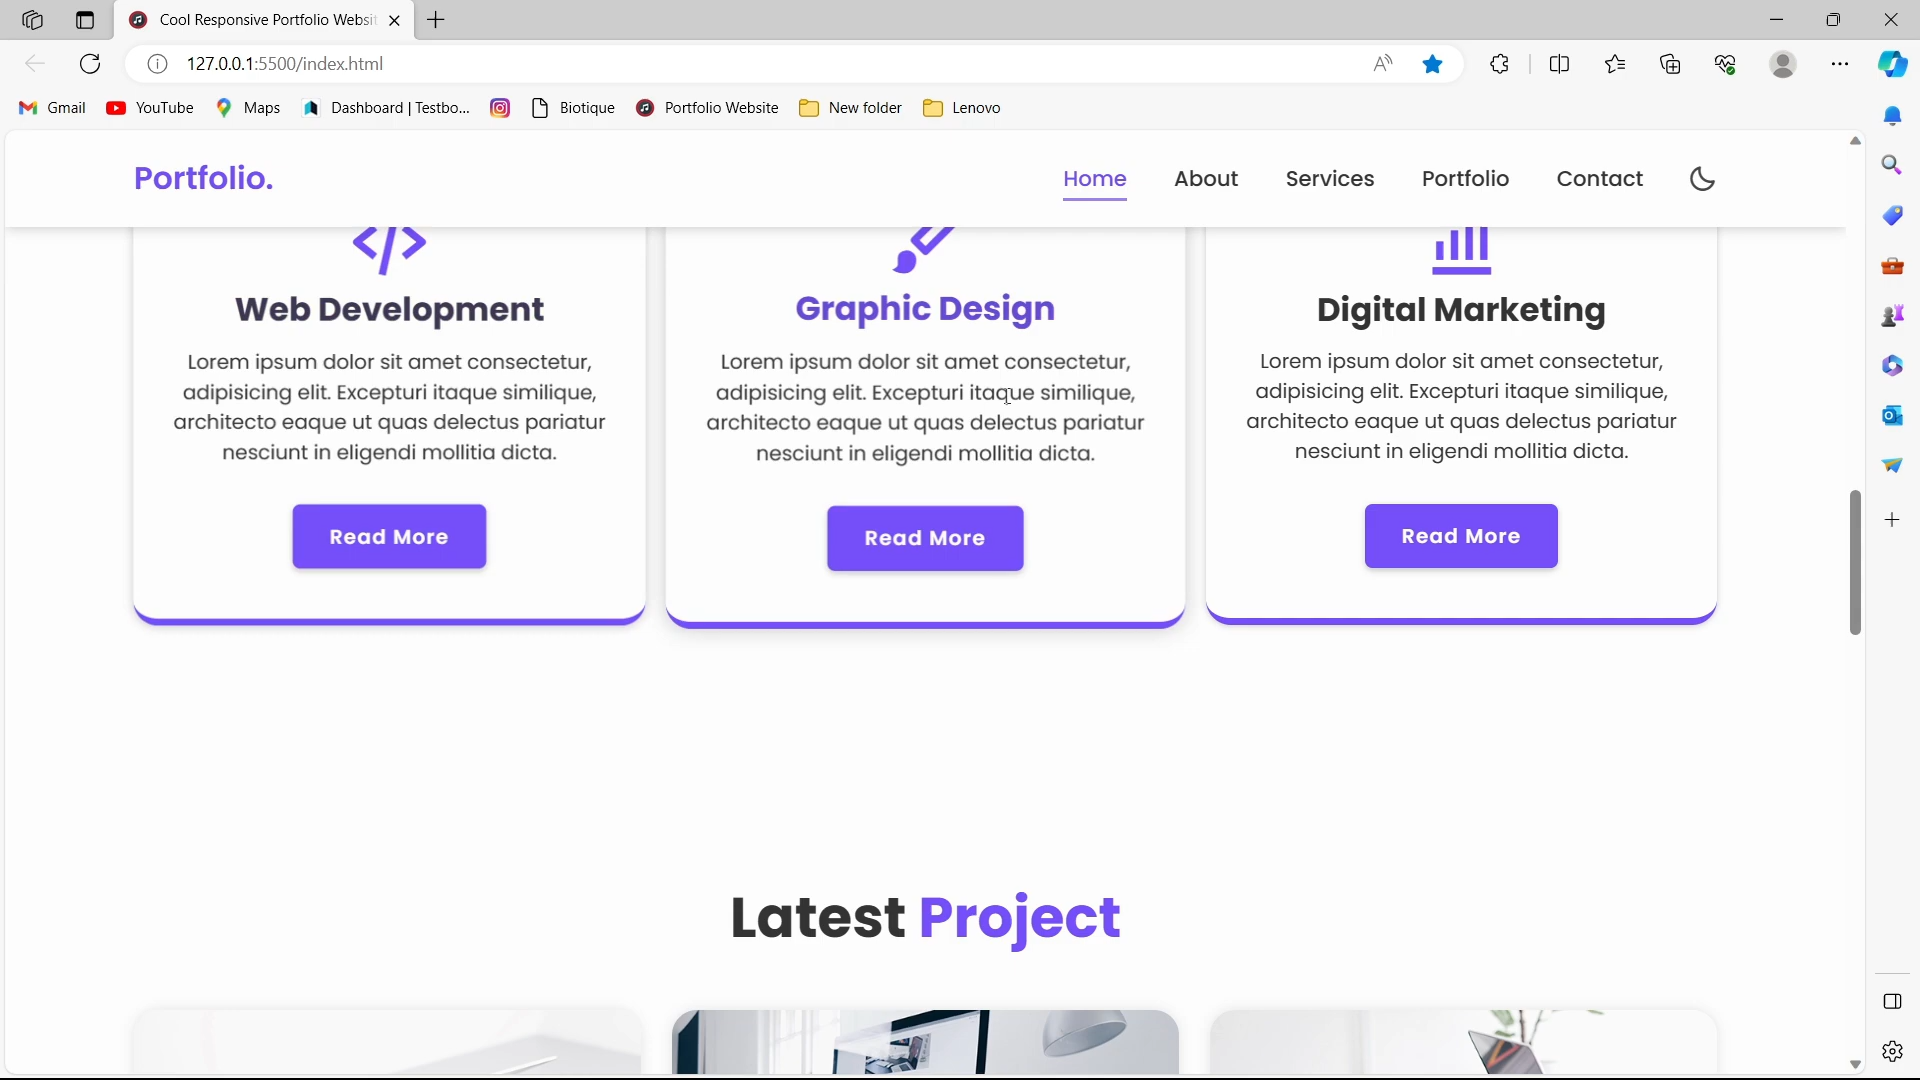 Cool Responsive Portfolio Websit
127.0.0.1:5500/index.html
Gmail YouTube Maps Dashboard | Testbo... Biotique Portfolio Website New folder Lenovo
Portfolio. Home About Services Portfolio Contact
Web Development
Lorem ipsum dolor sit amet consectetur,
adipisicing elit. Excepturi itaque similique,
architecto eaque ut quas delectus pariatur
nesciunt in eligendi mollitia dicta.
Read More
Graphic Design
Lorem ipsum dolor sit amet consectetur,
adipisicing elit. Excepturi itaque similique,
architecto eaque ut quas delectus pariatur
nesciunt in eligendi mollitia dicta.
Read More
Digital Marketing
Lorem ipsum dolor sit amet consectetur,
adipisicing elit. Excepturi itaque similique,
architecto eaque ut quas delectus pariatur
nesciunt in eligendi mollitia dicta.
Read More
Latest Project